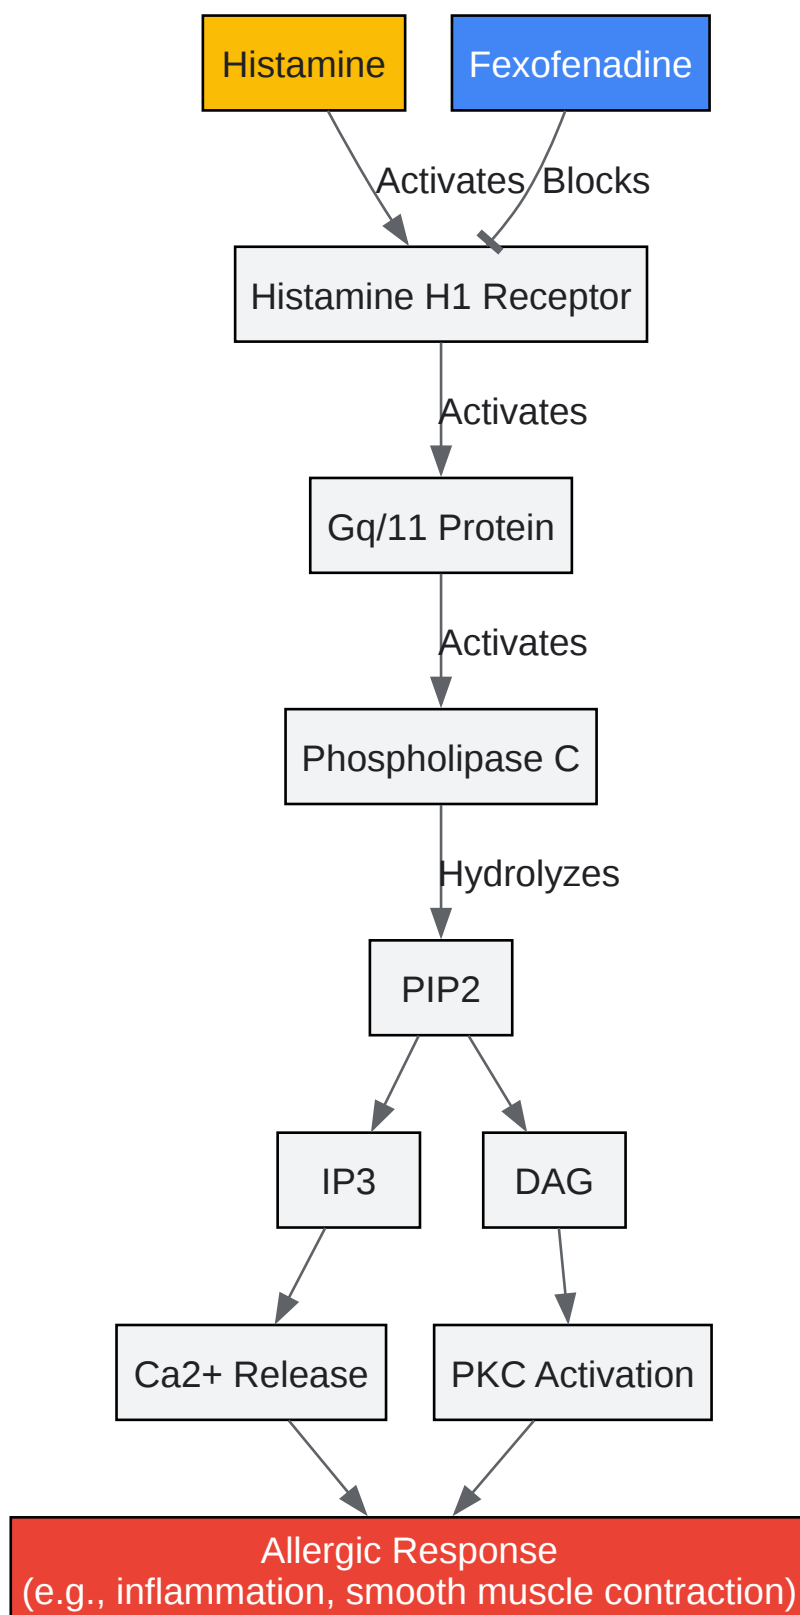 Histamine
Fexofenadine
Activates
Blocks
Histamine H1 Receptor
Activates
Gq/11 Protein
Activates
Phospholipase C
Hydrolyzes
PIP2
IP3
DAG
Ca2+ Release
PKC Activation
Allergic Response
(e.g., inflammation, smooth muscle contraction)